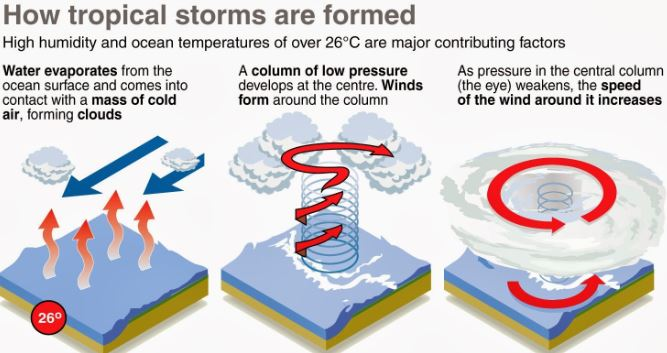 How tropical storms are formed
High humidity and ocean temperatures of over 26°C are major contributing factors
Water evaporates from the
ocean surface and comes into
contact with a mass of cold
air, forming clouds
A column of low pressure
develops at the centre. Winds
form around the column
As pressure in the central column
(the eye) weakens, the speed
of the wind around it increases
26°